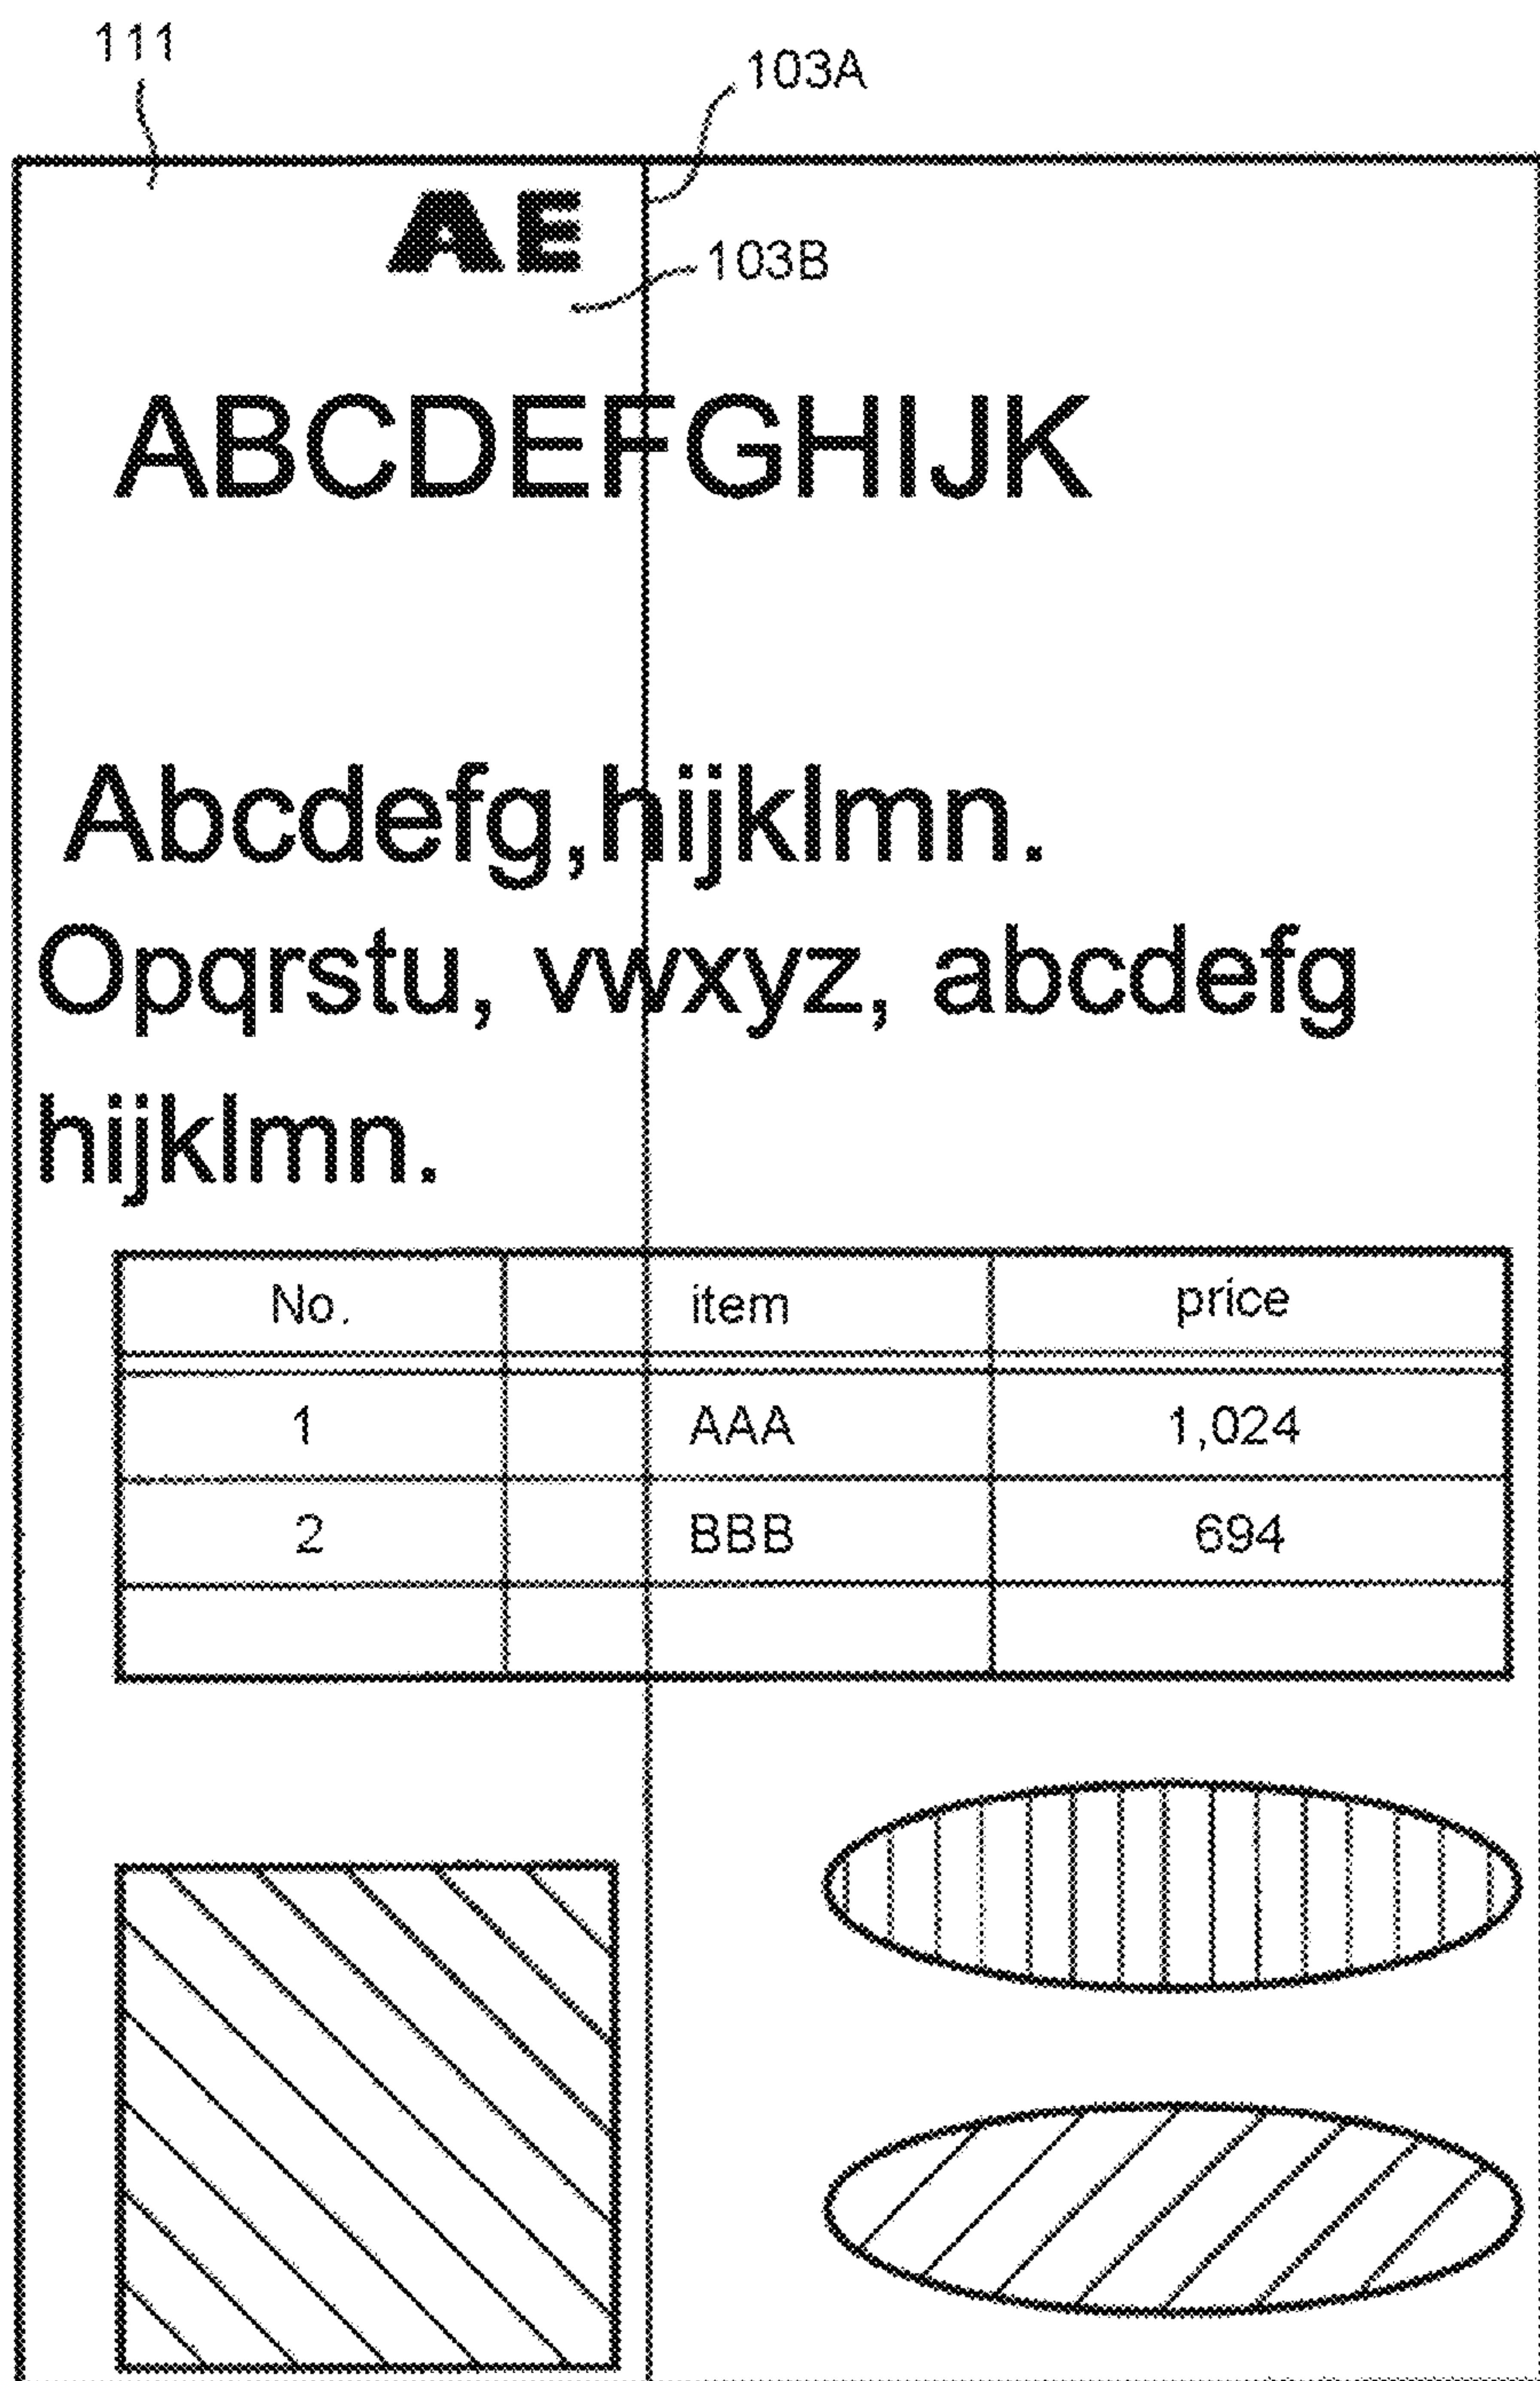 111
103A
AE
103B
ABCDEFGHIJK
Abcdefg,hijklmn.
Opqrstu, vwxyz, abcdefg
hijklmn.
No. item price
1 AAA 1,024
2 BBB 694